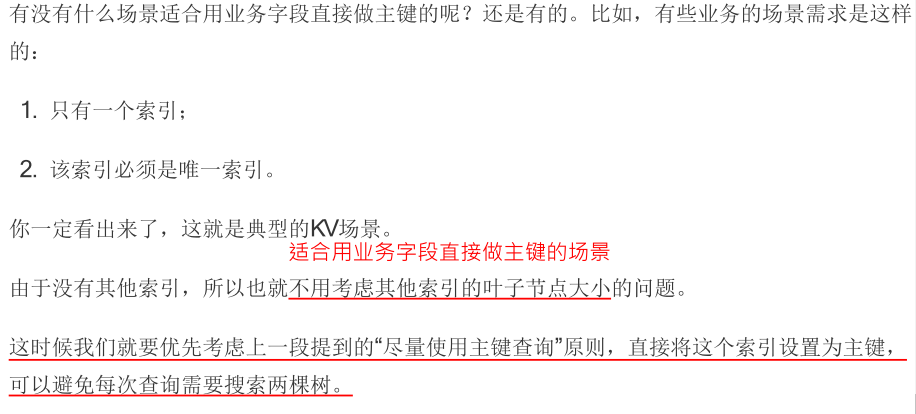 有没有什么场景适合用业务字段直接做主键的呢？还是有的。比如，有些业务的场景需求是这样
的：
1. 只有一个索引；
2. 该索引必须是唯一索引。
你一定看出来了，这就是典型的KV场景。
适合用业务字段直接做主键的场景
由于没有其他索引，所以也就不用考虑其他索引的叶子节点大小的问题。
这时候我们就要优先考虑上一段提到的“尽量使用主键查询”原则，直接将这个索引设置为主键，
可以避免每次查询需要搜索两棵树。